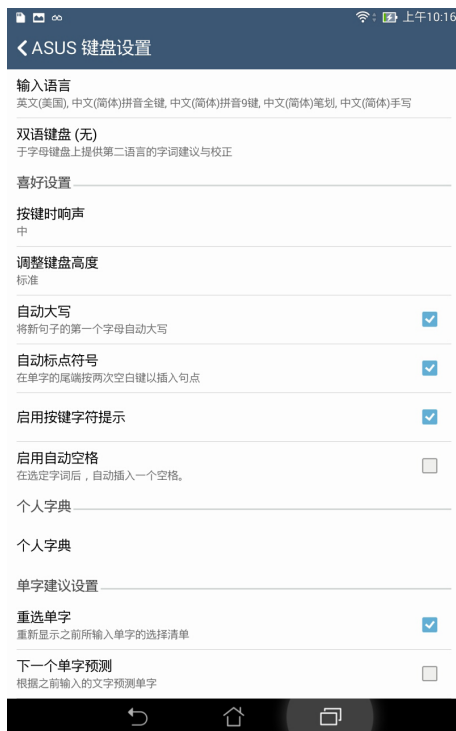 上午10:16
ASUS 键盘设置
输入语言
英文(美国), 中文(简体)拼音全键, 中文(简体)拼音9键, 中文(简体)笔划, 中文(简体)手写
双语键盘 (无)
于字母键盘上提供第二语言的字词建议与校正
喜好设置
按键时响声
中
调整键盘高度
标准
自动大写
将新句子的第一个字母自动大写
自动标点符号
在单字的尾端按两次空白键以插入句点
启用按键字符提示
启用自动空格
在选定字词后，自动插入一个空格。
个人字典
个人字典
单字建议设置
重选单字
重新显示之前所输入单字的选择清单
下一个单字预测
根据之前输入的文字预测单字